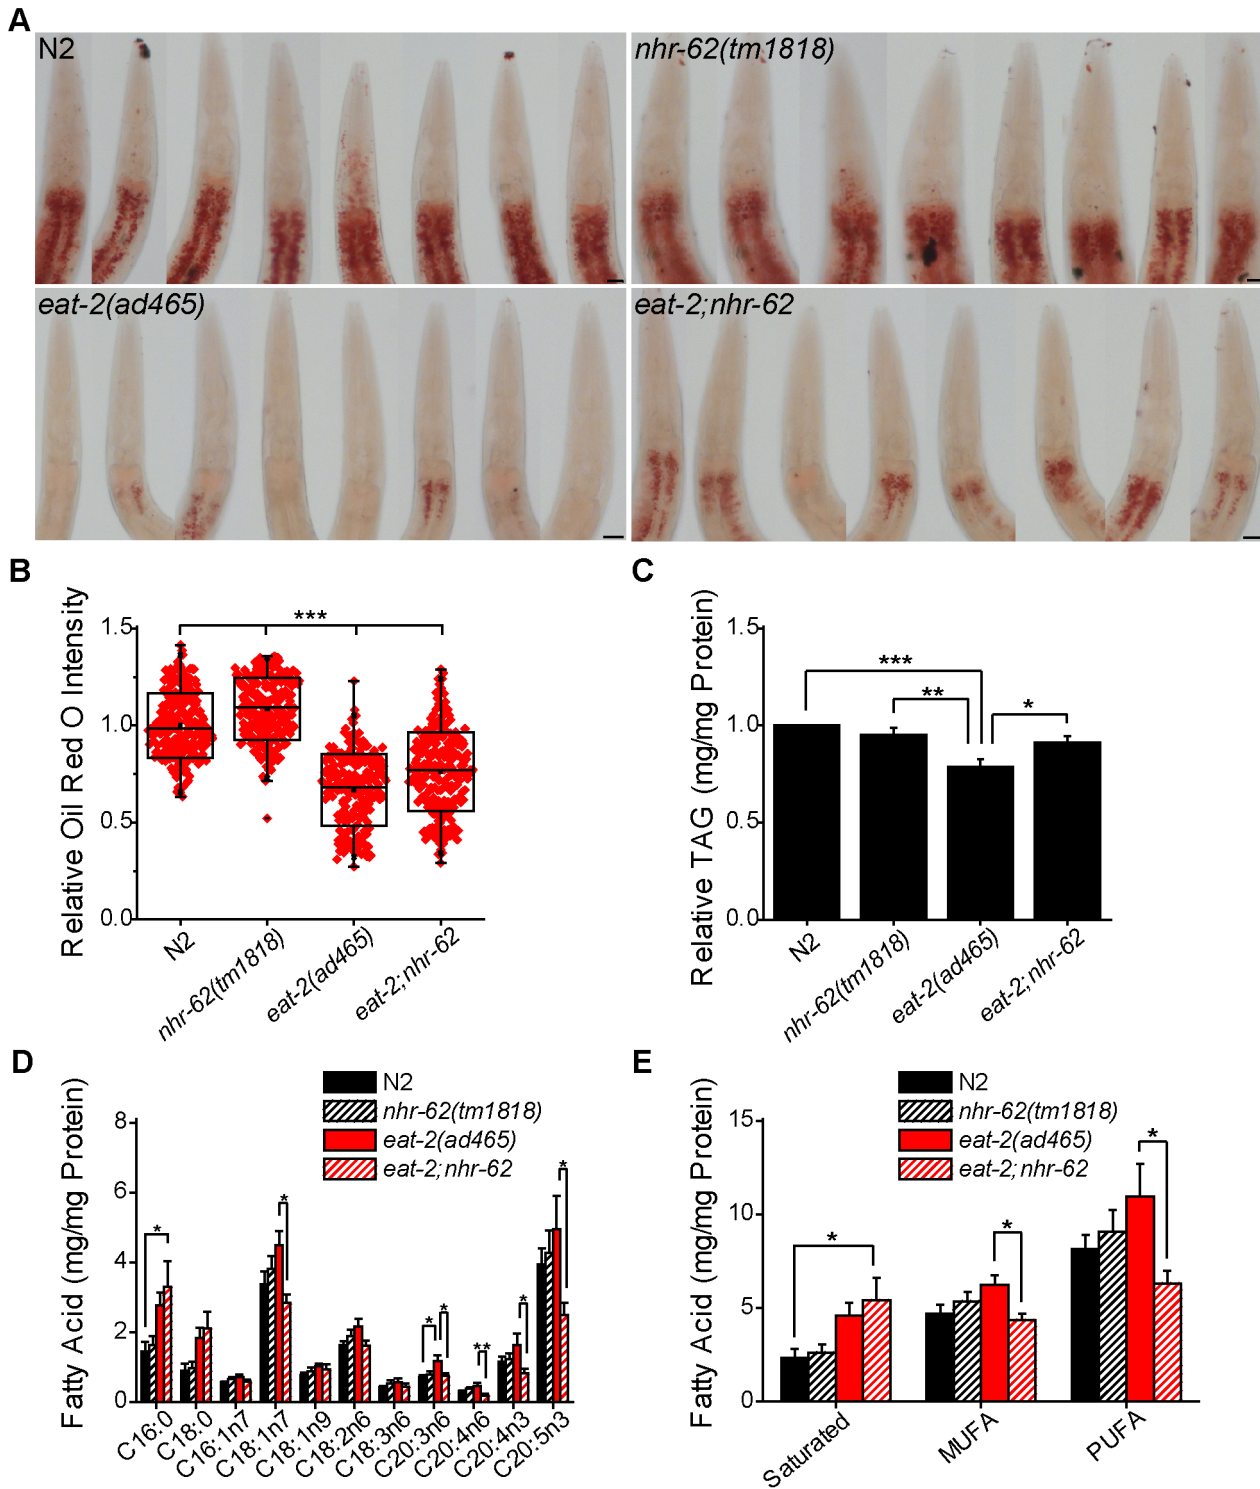 A
N2
nhr-62(tm1818)
eat-2(ad465)
eat-2;nhr-62
B
Relative Oil Red O Intensity
1.5
1.0
0.5
0.0
***
N2
nhr-62(tm1818)
eat-2(ad465)
eat-2;nhr-62
C
Relative TAG (mg/mg Protein)
1.5
1.0
0.5
0.0
***
**
*
N2
nhr-62(tm1818)
eat-2(ad465)
eat-2;nhr-62
D
N2
nhr-62(tm1818)
eat-2(ad465)
eat-2;nhr-62
Fatty Acid (mg/mg Protein)
8
6
4
2
0
*
*
*
*
**
*
*
C16:0
C18:0
C16:1n7
C18:1n7
C18:1n9
C18:2n6
C18:3n6
C20:3n6
C20:4n6
C20:4n3
C20:5n3
E
N2
nhr-62(tm1818)
eat-2(ad465)
eat-2;nhr-62
Fatty Acid (mg/mg Protein)
15
10
5
0
*
*
*
Saturated
MUFA
PUFA